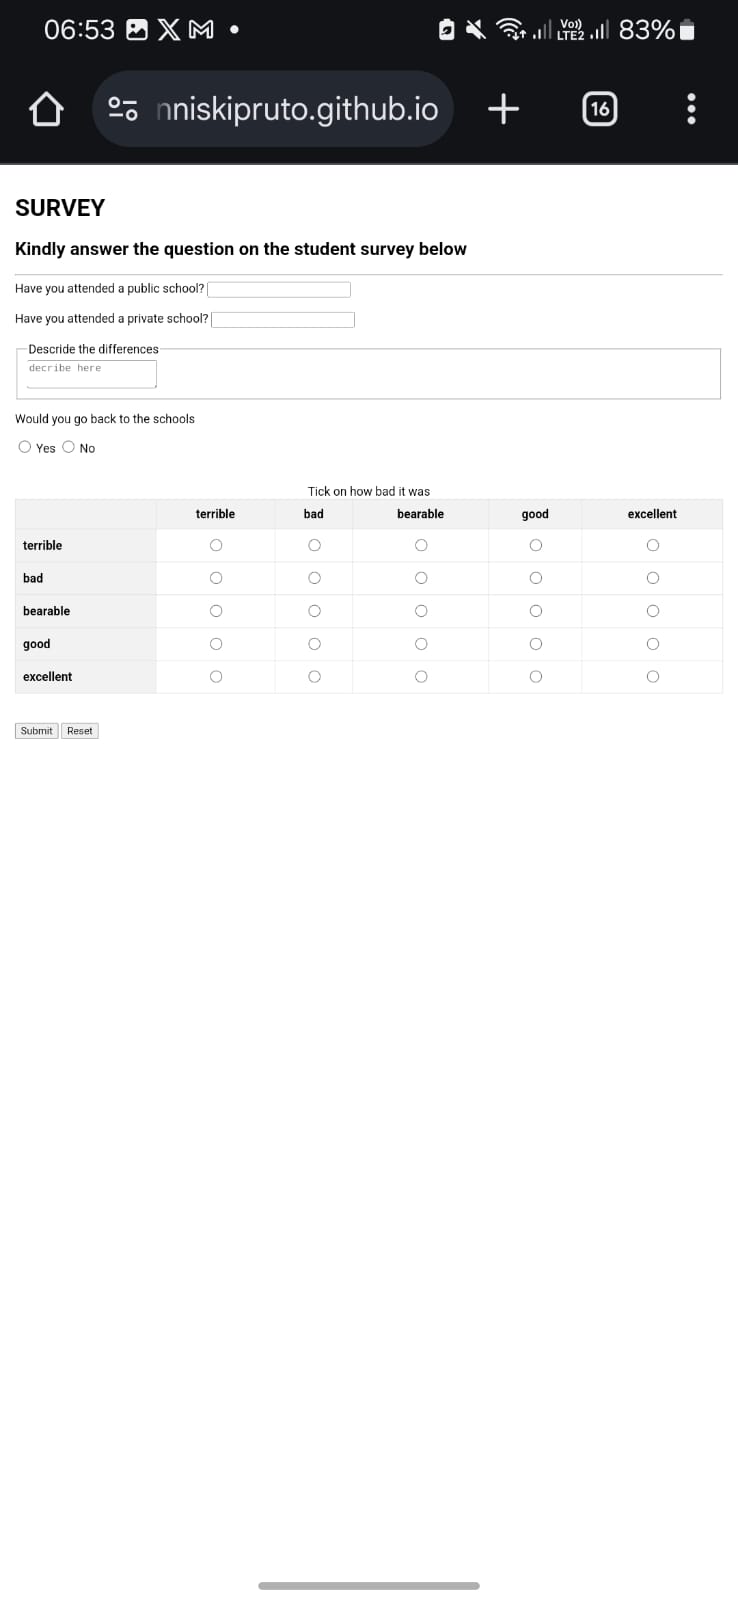 06:53
Vo))
LTE2
83%
nniskipruto.github.io
16
SURVEY
Kindly answer the question on the student survey below
Have you attended a public school?
Have you attended a private school?
Descride the differences
decribe here
Would you go back to the schools
Yes No
Tick on how bad it was
terrible bad bearable good excellent
terrible
bad
bearable
good
excellent
Submit Reset